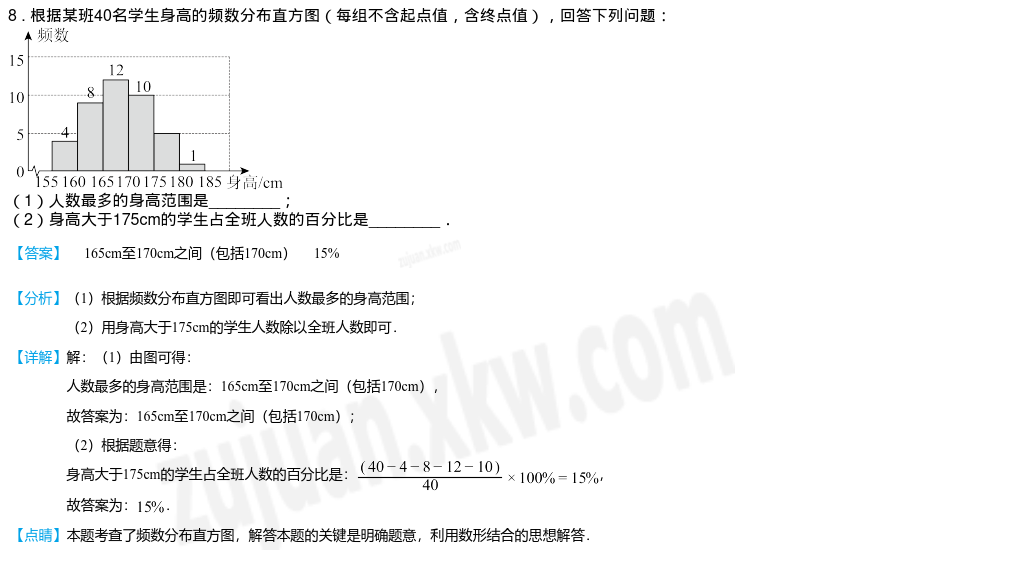 8 . 根据某班40名学生身高的频数分布直方图（每组不含起点值，含终点值），回答下列问题：
频数
15
12
10
8
10
5
4
1
0
155 160 165 170 175 180 185 身高/cm
（1）人数最多的身高范围是_________；
（2）身高大于175cm的学生占全班人数的百分比是_________．
【答案】 165cm至170cm之间（包括170cm） 15%
zujuan.xkw.com
【分析】（1）根据频数分布直方图即可看出人数最多的身高范围；
（2）用身高大于175cm的学生人数除以全班人数即可．
【详解】解：（1）由图可得：
人数最多的身高范围是：165cm至170cm之间（包括170cm），
故答案为：165cm至170cm之间（包括170cm）；
（2）根据题意得：
身高大于175cm的学生占全班人数的百分比是：(40－4－8－12－10)/40 × 100% = 15%，
故答案为：15%．
【点睛】本题考查了频数分布直方图，解答本题的关键是明确题意，利用数形结合的思想解答．
zujuan.xkw.com